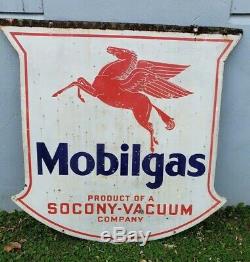 Mobilgas
PRODUCT OF A
SOCONY-VACUUM
COMPANY